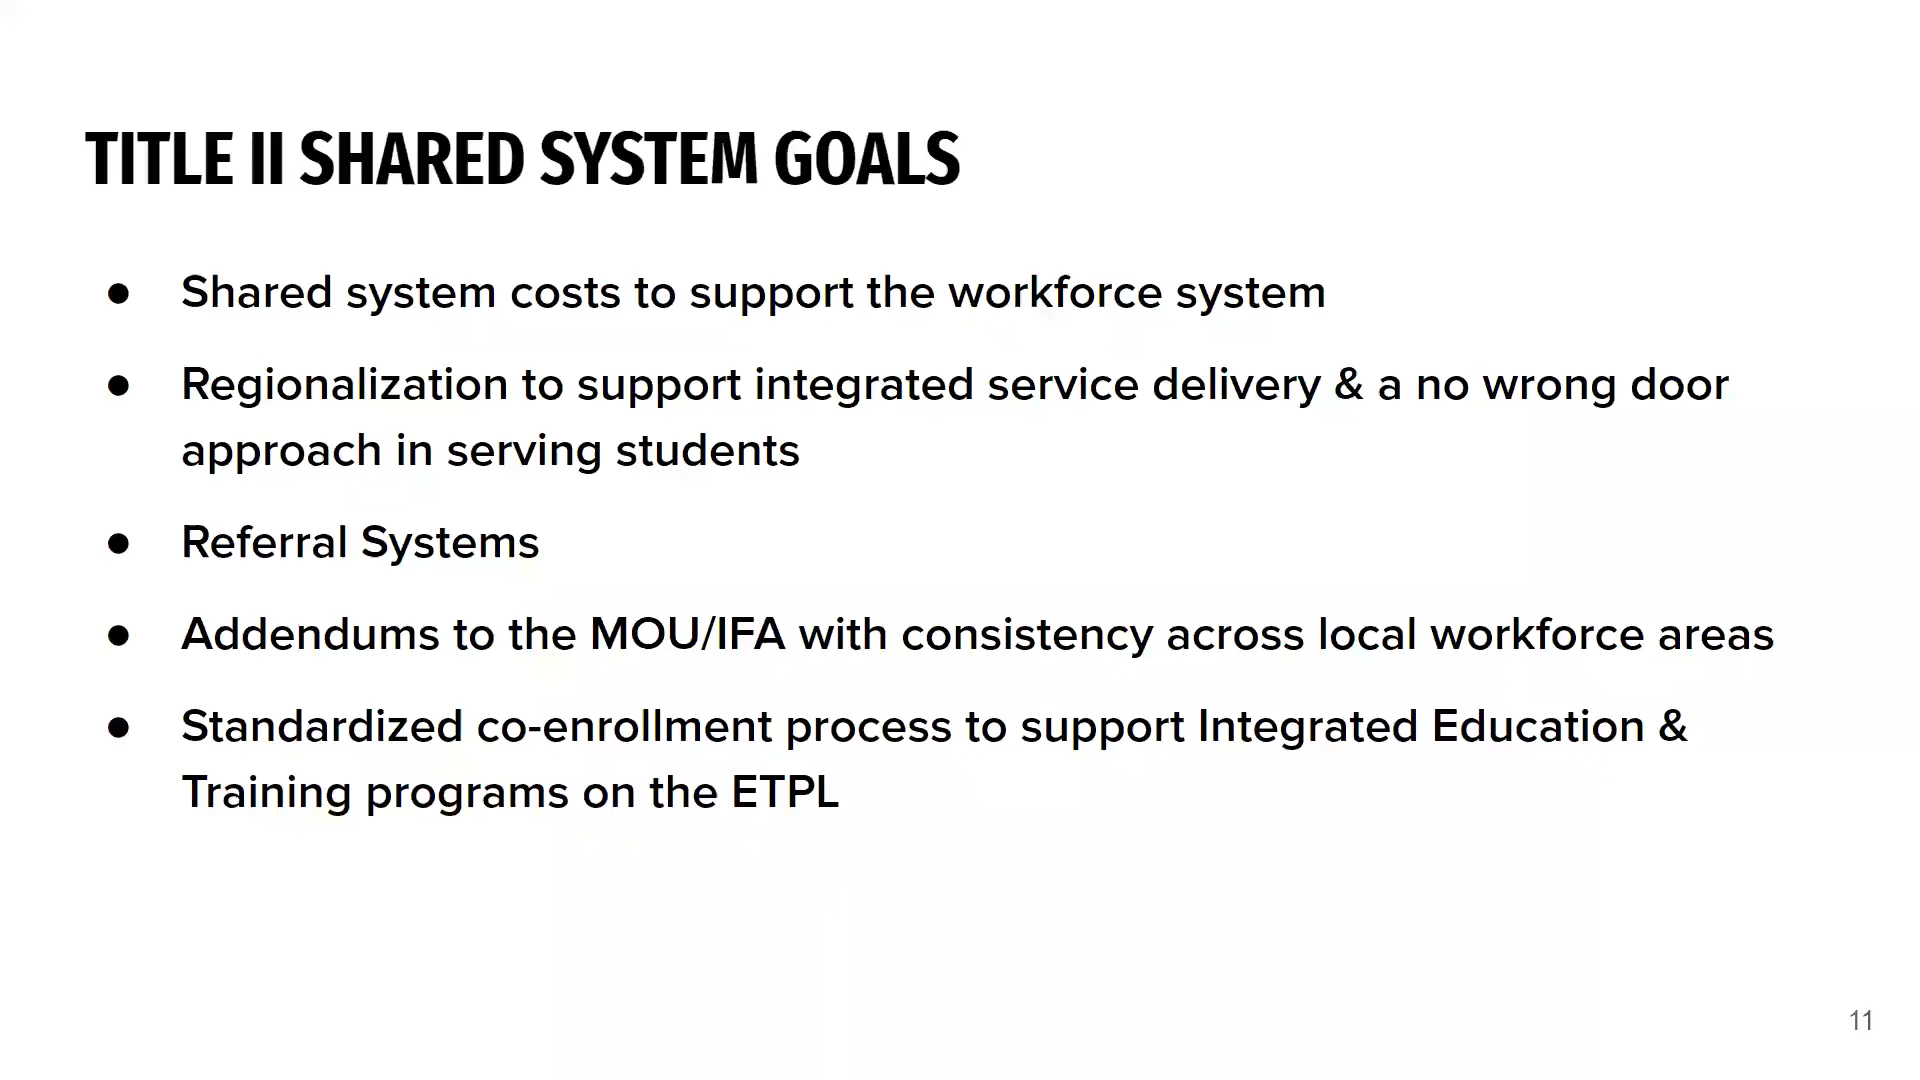 TITLE II SHARED SYSTEM GOALS
● Shared system costs to support the workforce system
● Regionalization to support integrated service delivery & a no wrong door
approach in serving students
● Referral Systems
● Addendums to the MOU/IFA with consistency across local workforce areas
● Standardized co-enrollment process to support Integrated Education &
Training programs on the ETPL
11